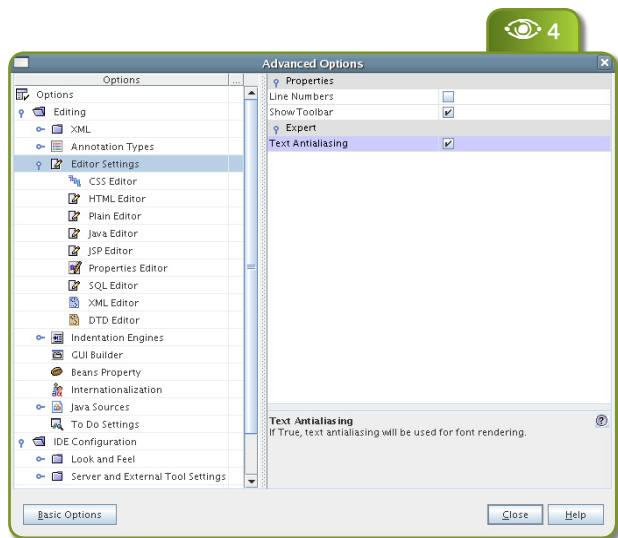 4
Advanced Options
Options ...
Options
Editing
XML
Annotation Types
Editor Settings
CSS Editor
HTML Editor
Plain Editor
Java Editor
JSP Editor
Properties Editor
SQL Editor
XML Editor
DTD Editor
Indentation Engines
GUI Builder
Beans Property
Internationalization
Java Sources
To Do Settings
IDE Configuration
Look and Feel
Server and External Tool Settings
Properties
Line Numbers
Show Toolbar
Expert
Text Antialiasing
Text Antialiasing
If True, text antialiasing will be used for font rendering.
?
Basic Options
Close
Help